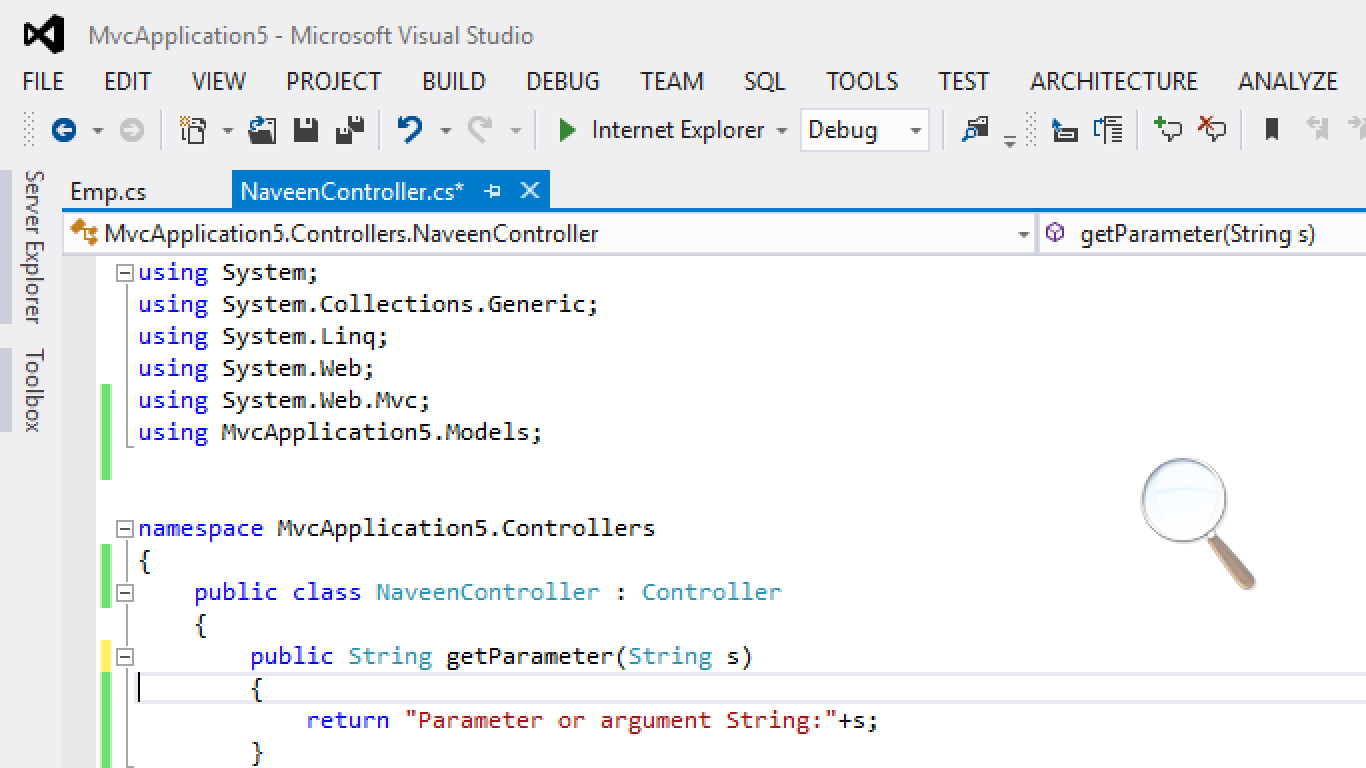 MvcApplication5 - Microsoft Visual Studio
FILE EDIT VIEW PROJECT BUILD DEBUG TEAM SQL TOOLS TEST ARCHITECTURE ANALYZE
Internet Explorer Debug
Server Explorer
Toolbox
Emp.cs NaveenController.cs*
MvcApplication5.Controllers.NaveenController getParameter(String s)
using System;
using System.Collections.Generic;
using System.Linq;
using System.Web;
using System.Web.Mvc;
using MvcApplication5.Models;
namespace MvcApplication5.Controllers
{
public class NaveenController : Controller
{
public String getParameter(String s)
{
return "Parameter or argument String:"+s;
}